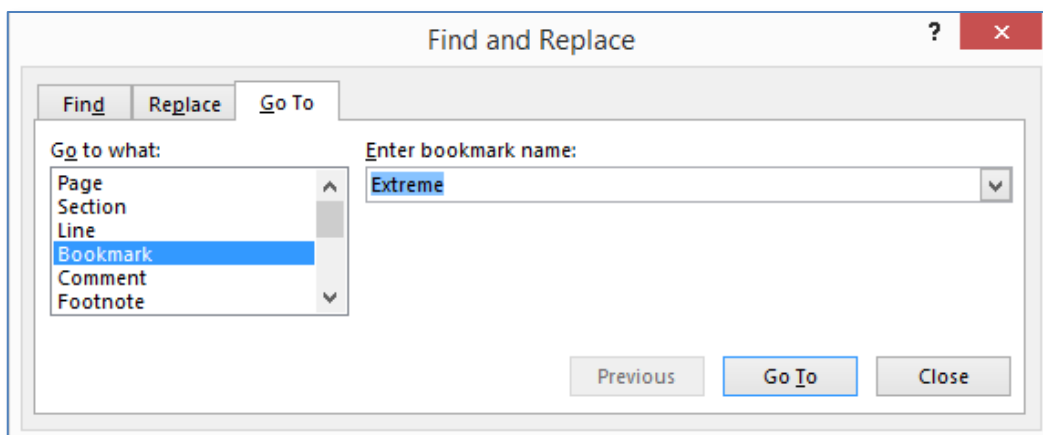 Find and Replace
? ×
Find Replace Go To
Go to what:
Page
Section
Line
Bookmark
Comment
Footnote
Enter bookmark name:
Extreme
Previous Go To Close